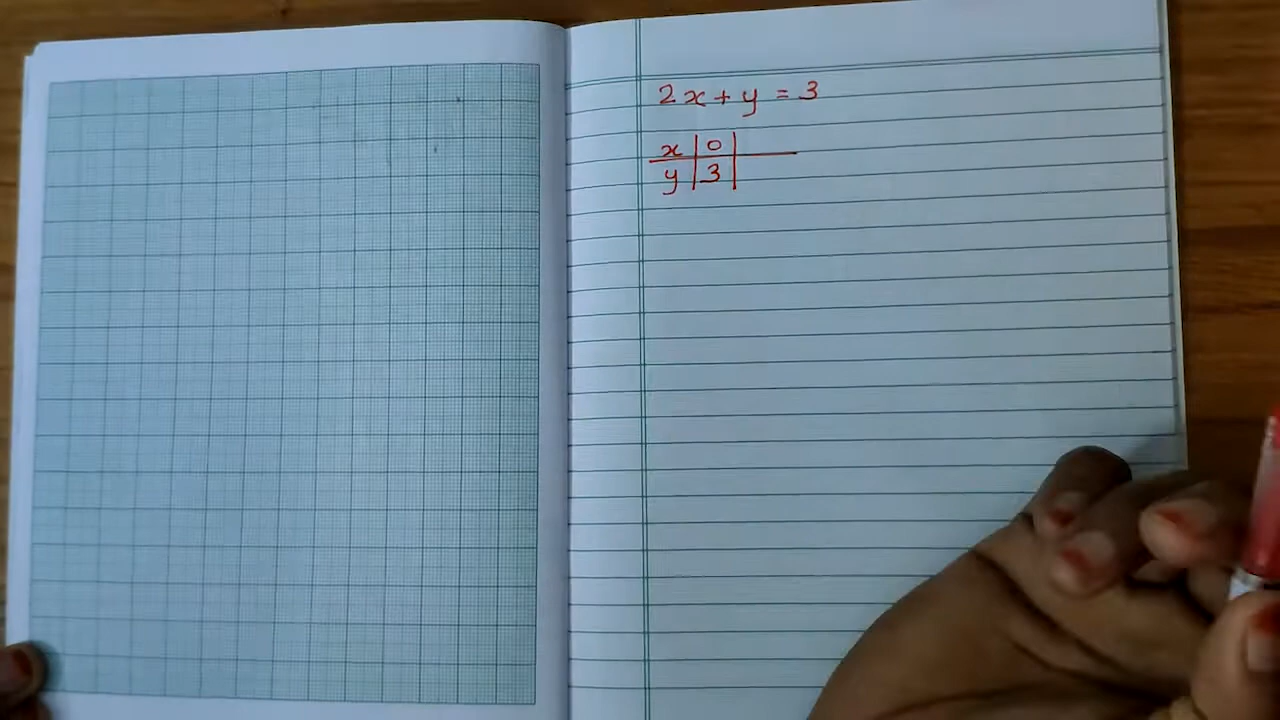 2x + y = 3
x | 0 |
y | 3 |